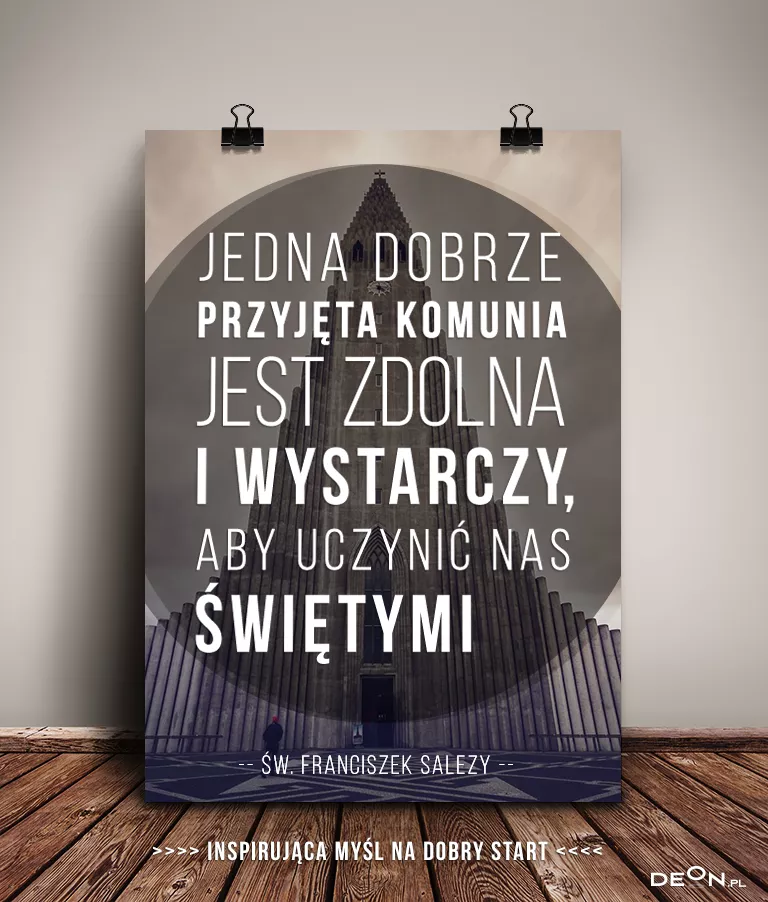 JEDNA DOBRZE
PRZYJĘTA KOMUNIA
JEST ZDOLNA
I WYSTARCZY,
ABY UCZYNIĆ NAS
ŚWIĘTYMI
-- ŚW. FRANCISZEK SALEZY --
>>>> INSPIRUJĄCA MYŚL NA DOBRY START <<<<
DEON.PL